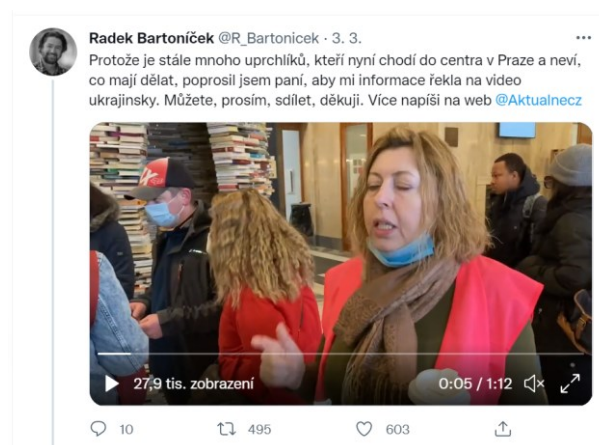 Radek Bartoníček @R_Bartonicek · 3. 3.
Protože je stále mnoho uprchlíků, kteří nyní chodí do centra v Praze a neví,
co mají dělat, poprosil jsem paní, aby mi informace řekla na video
ukrajinsky. Můžete, prosím, sdílet, děkuji. Více napíši na web @Aktualnecz
27,9 tis. zobrazení
0:05 / 1:12
10
495
603